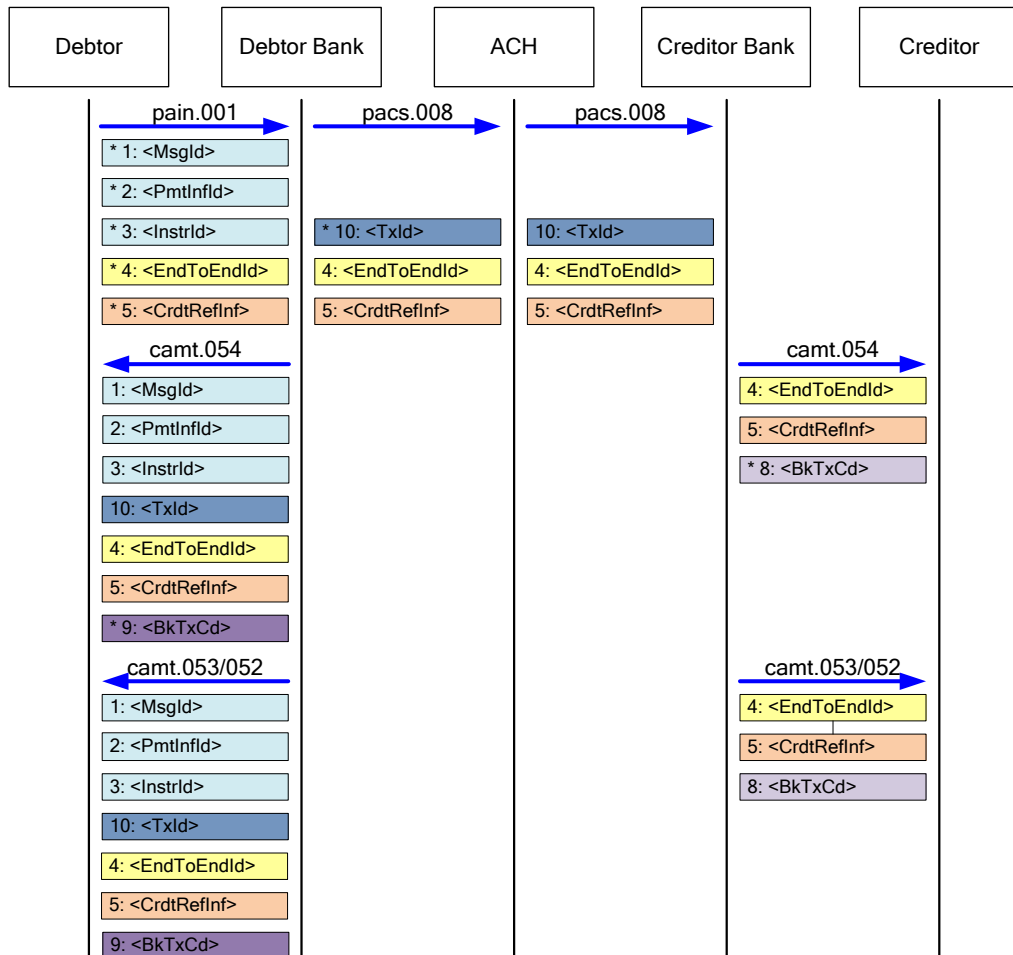 Debtor
Debtor Bank
ACH
Creditor Bank
Creditor
pain.001
pacs.008
pacs.008
* 1: <MsgId>
* 2: <PmtInfId>
* 3: <InstrId>
* 10: <TxId>
10: <TxId>
* 4: <EndToEndId>
4: <EndToEndId>
4: <EndToEndId>
* 5: <CrdtRefInf>
5: <CrdtRefInf>
5: <CrdtRefInf>
camt.054
camt.054
1: <MsgId>
4: <EndToEndId>
2: <PmtInfId>
5: <CrdtRefInf>
3: <InstrId>
* 8: <BkTxCd>
10: <TxId>
4: <EndToEndId>
5: <CrdtRefInf>
* 9: <BkTxCd>
camt.053/052
camt.053/052
1: <MsgId>
4: <EndToEndId>
2: <PmtInfId>
5: <CrdtRefInf>
3: <InstrId>
8: <BkTxCd>
10: <TxId>
4: <EndToEndId>
5: <CrdtRefInf>
9: <BkTxCd>